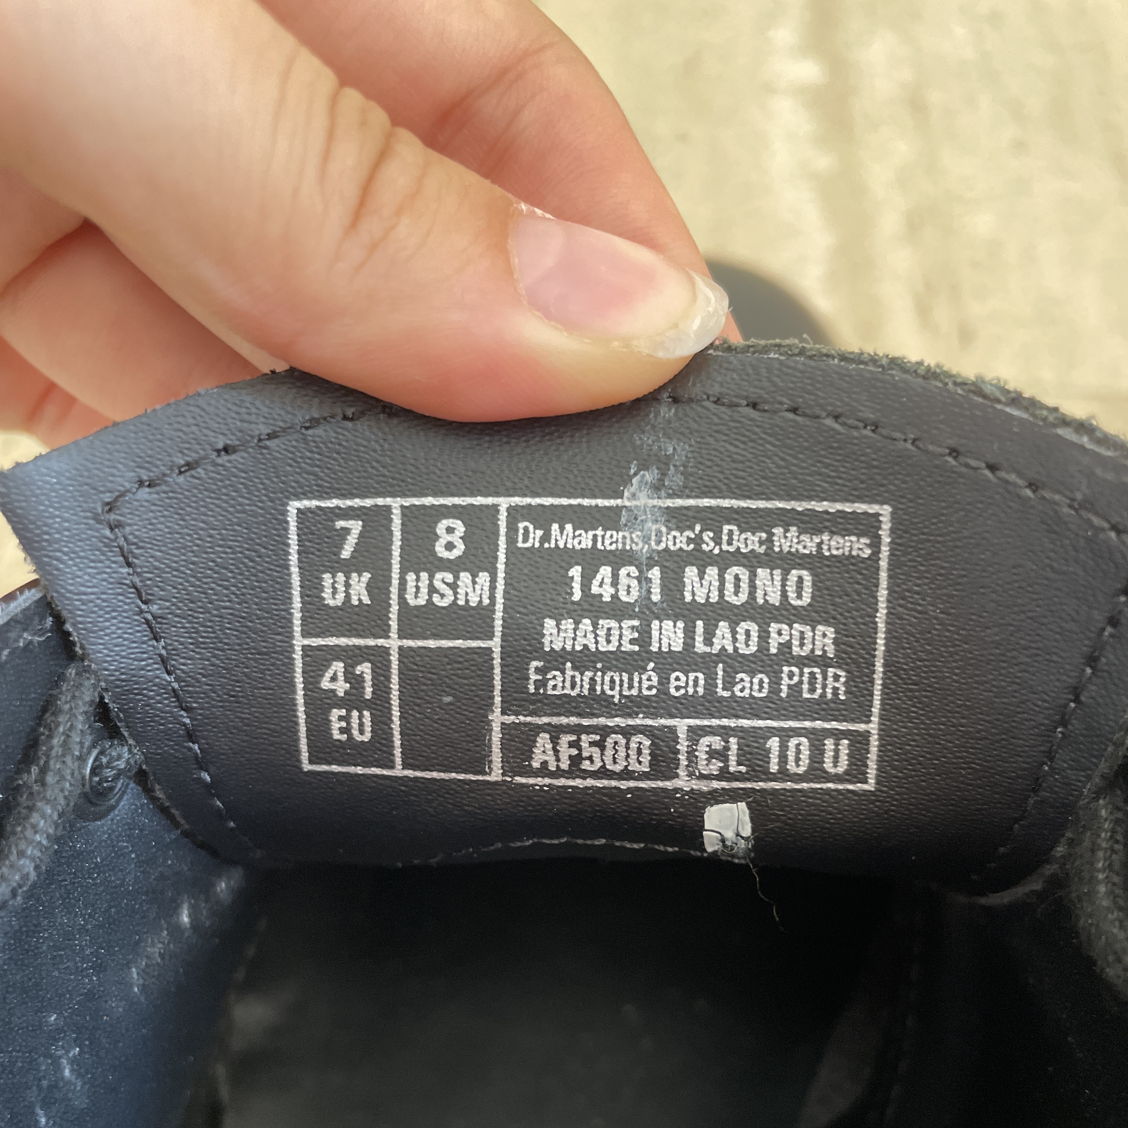 7
UK
8
USM
41
EU
Dr.Martens,Doc's,Doc Martens
1461 MONO
MADE IN LAO PDR
Fabriqué en Lao PDR
AF500
CL 10 U